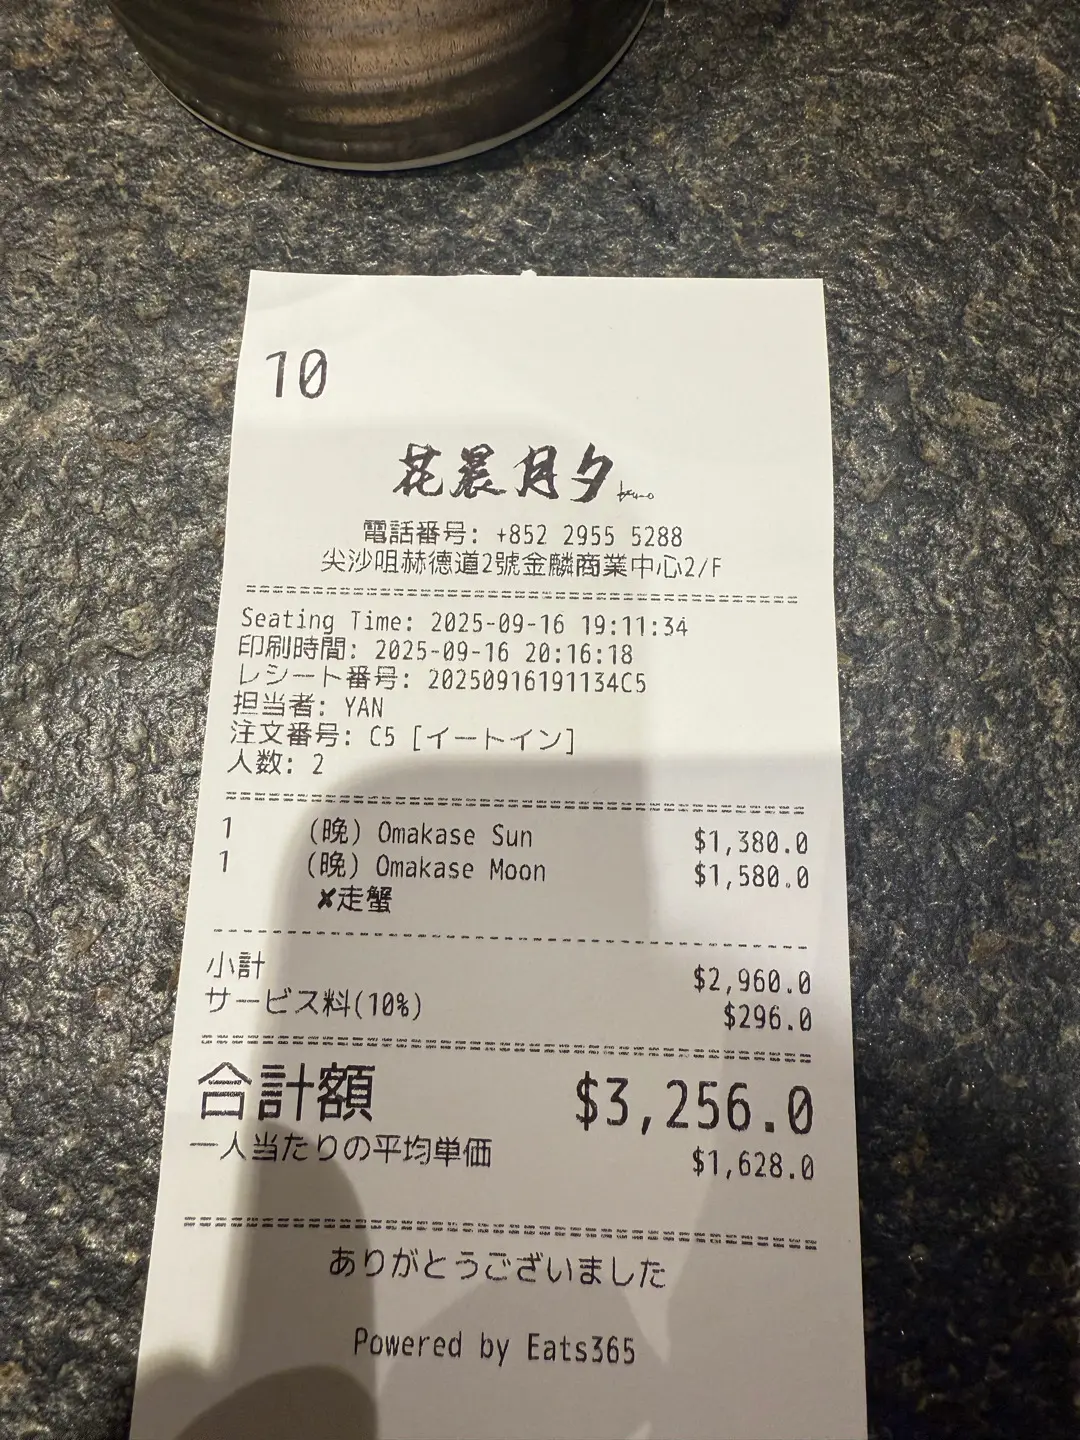 10
花晨月夕
電話番号: +852 2955 5288
尖沙咀赫德道2號金麟商業中心2/F
Seating Time: 2025-09-16 19:11:34
印刷時間: 2025-09-16 20:16:18
レシート番号: 20250916191134C5
担当者: YAN
注文番号: C5 [イートイン]
人数: 2
1 (晩) Omakase Sun $1,380.0
1 (晩) Omakase Moon $1,580.0
✘走蟹
小計 $2,960.0
サービス料(10%) $296.0
合計額 $3,256.0
一人当たりの平均単価 $1,628.0
ありがとうございました
Powered by Eats365